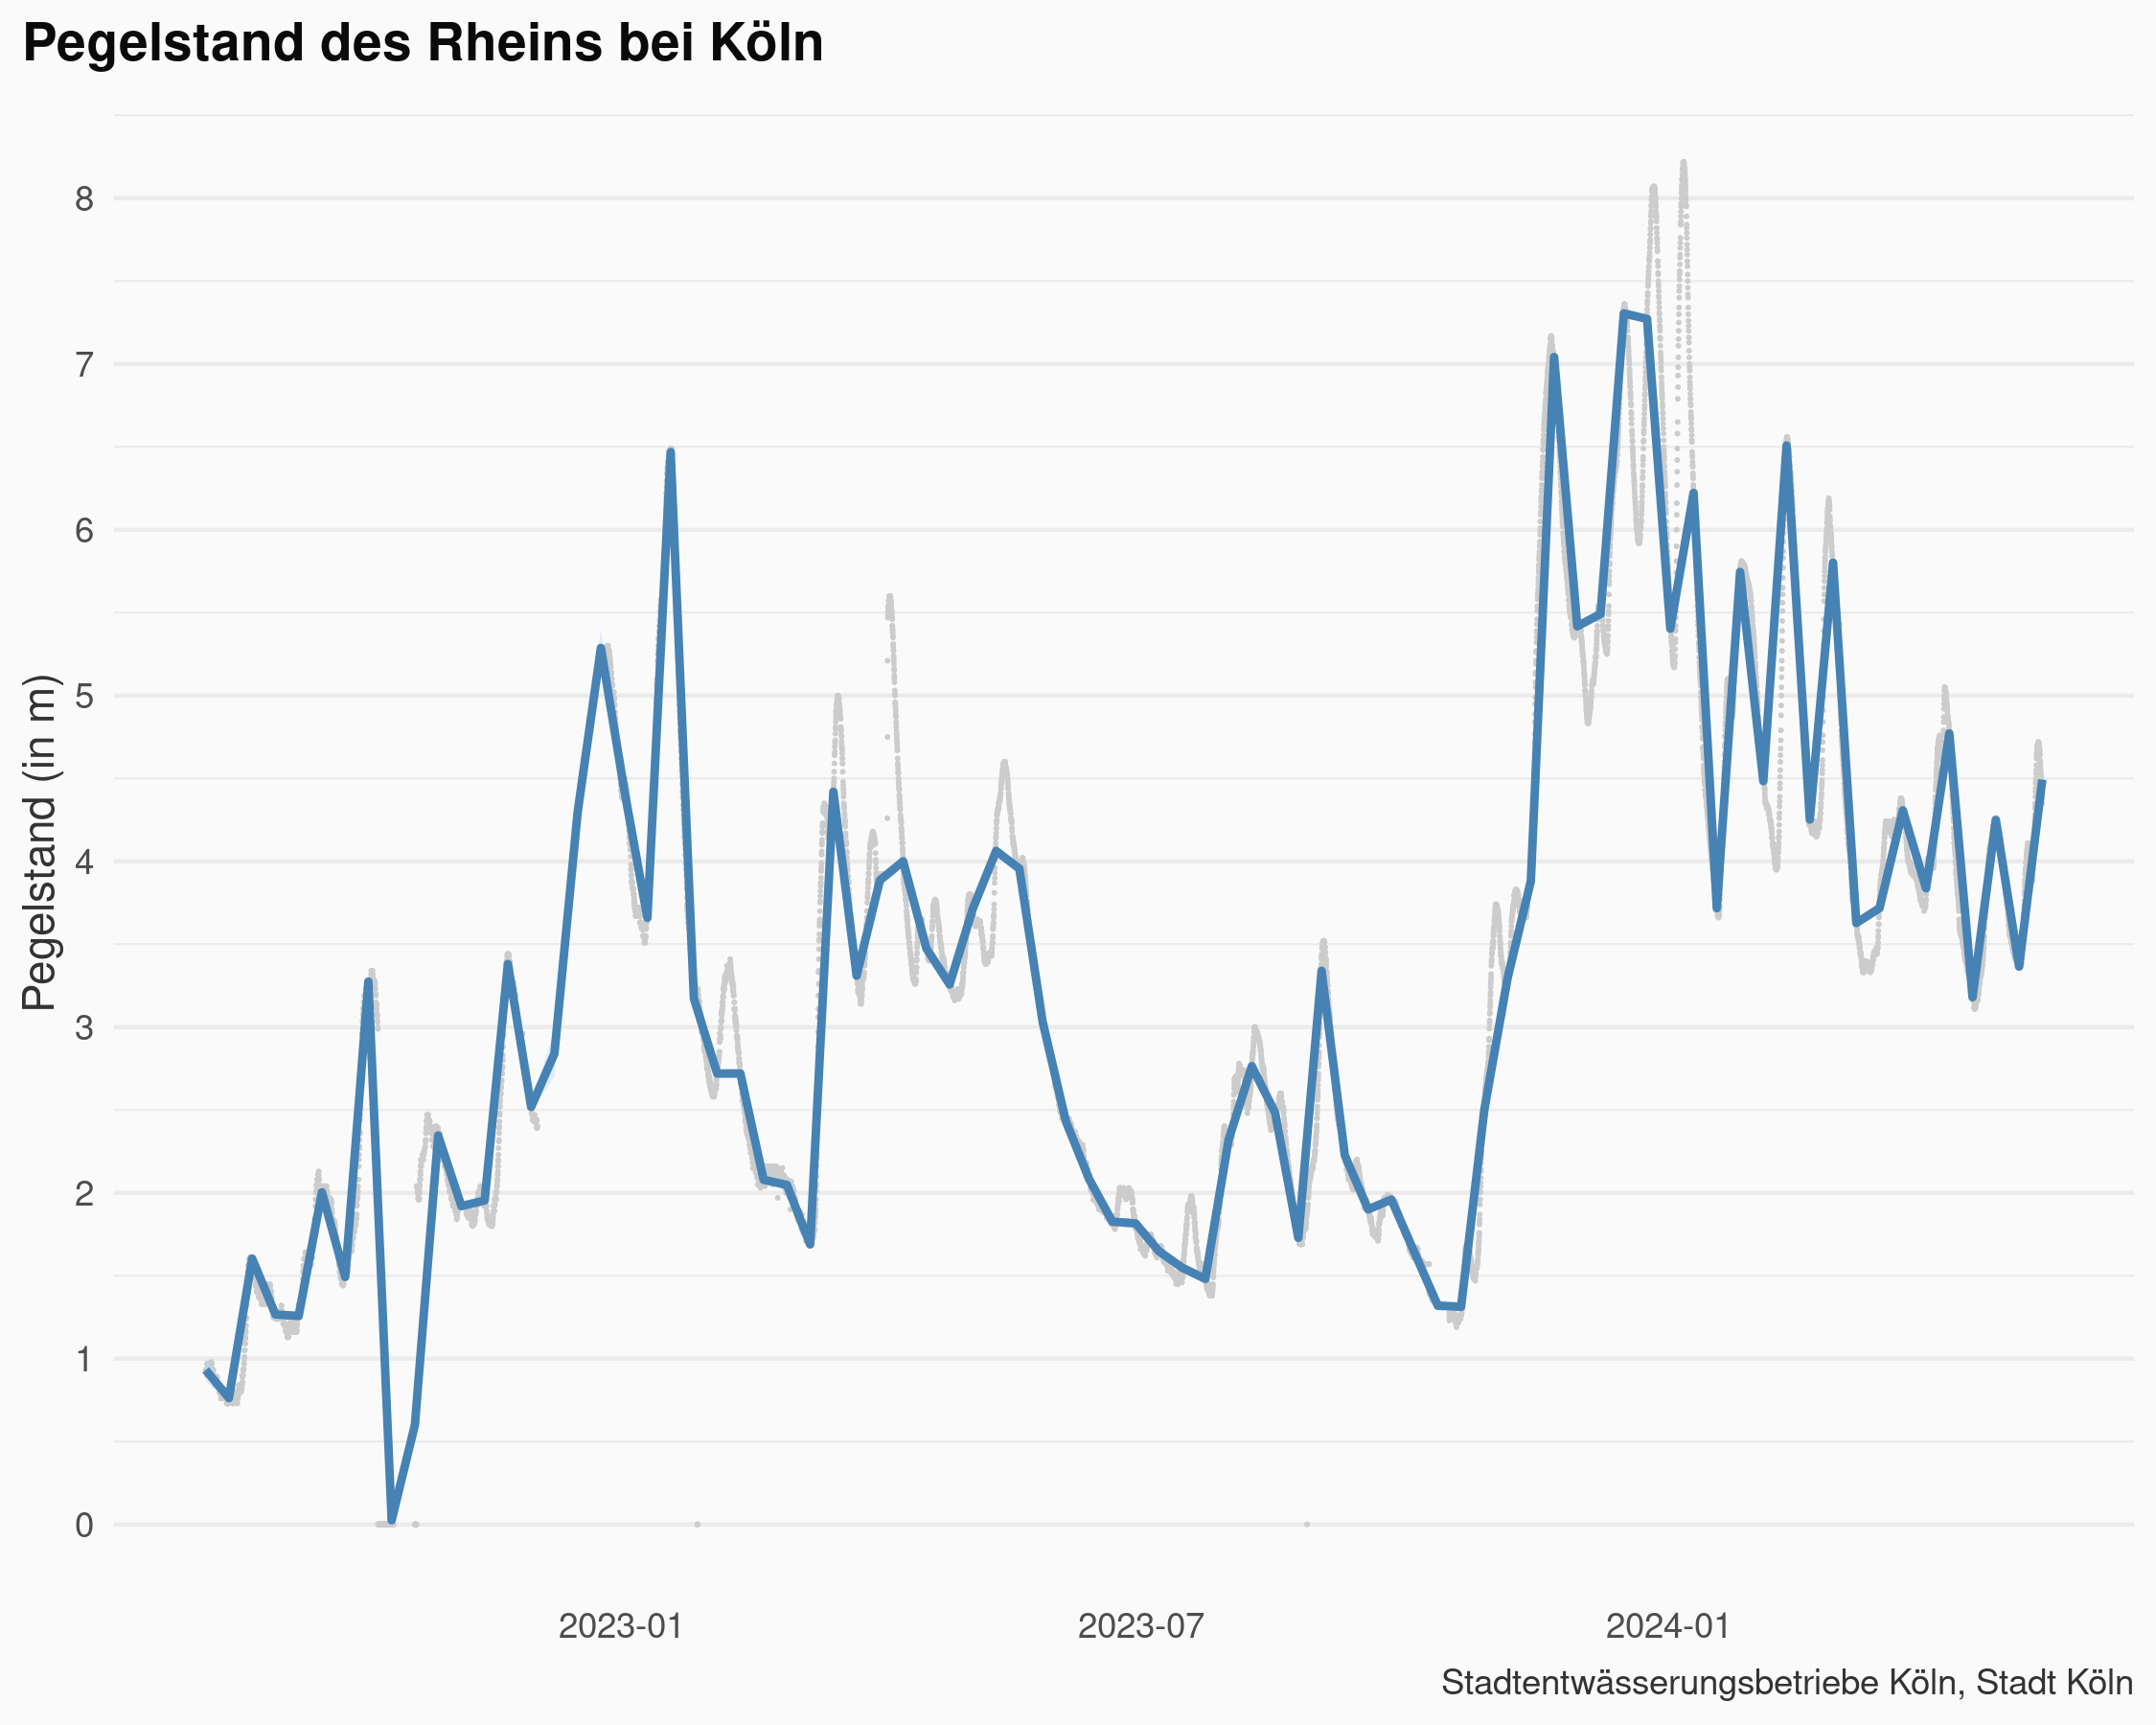 Pegelstand des Rheins bei Köln
Pegelstand (in m)
8
7
6
5
4
3
2
1
0
2023-01 2023-07 2024-01
Stadtentwässerungsbetriebe Köln, Stadt Köln